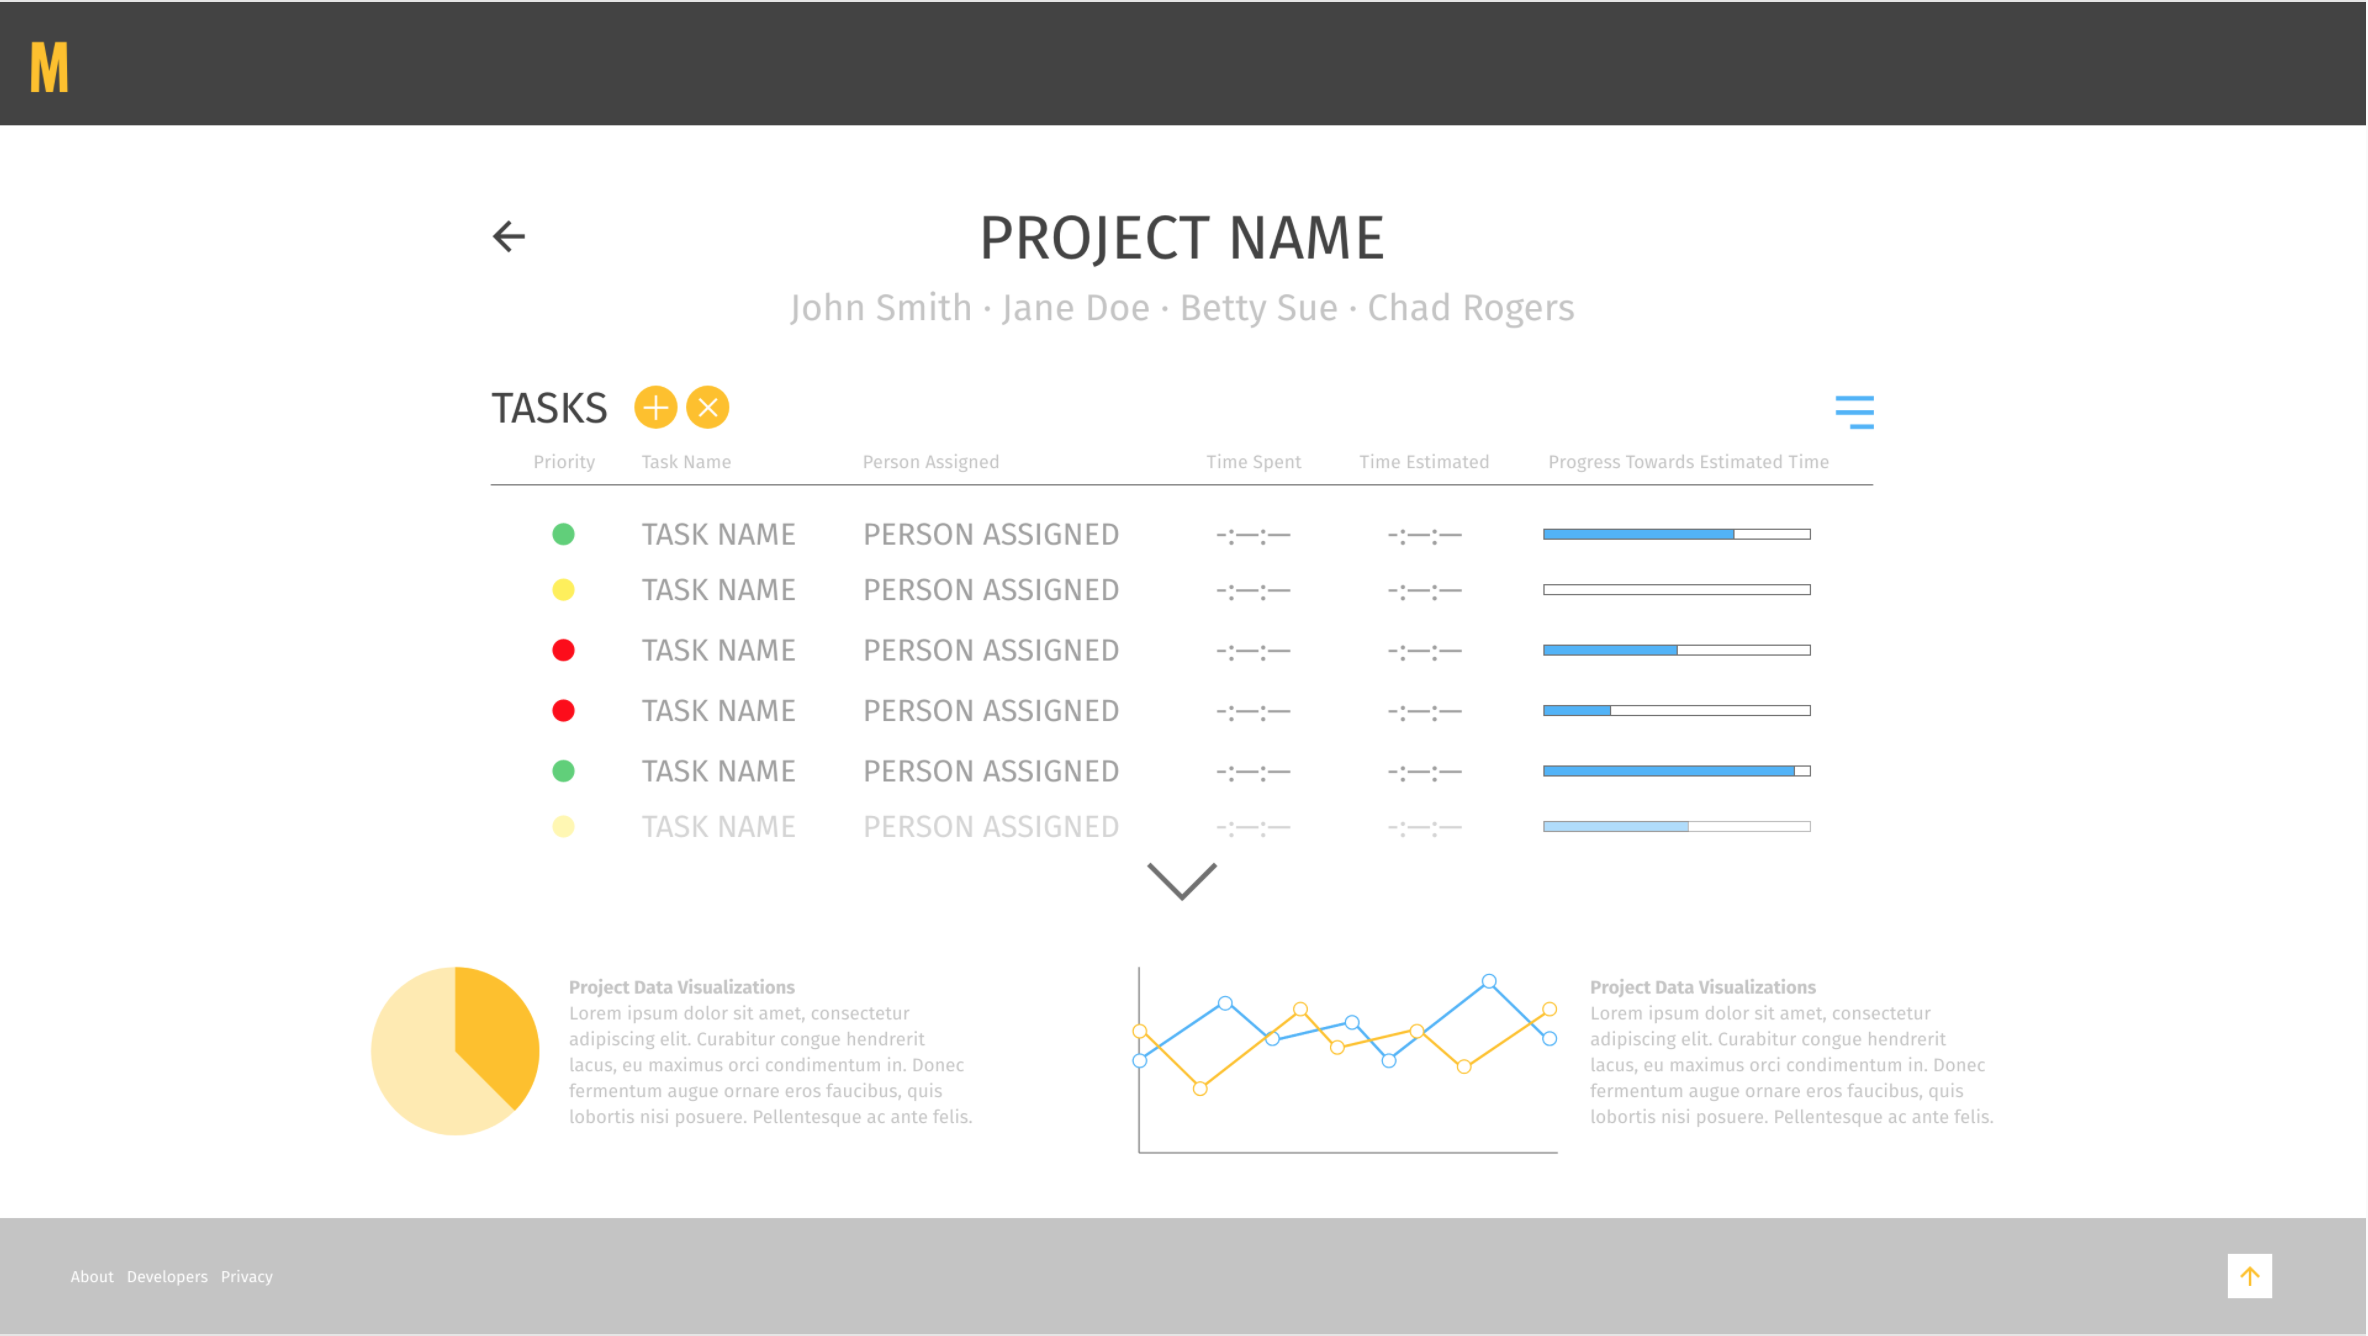 M
PROJECT NAME
John Smith · Jane Doe · Betty Sue · Chad Rogers
TASKS
Priority Task Name Person Assigned Time Spent Time Estimated Progress Towards Estimated Time
TASK NAME PERSON ASSIGNED -:—:— -:—:—
TASK NAME PERSON ASSIGNED -:—:— -:—:—
TASK NAME PERSON ASSIGNED -:—:— -:—:—
TASK NAME PERSON ASSIGNED -:—:— -:—:—
TASK NAME PERSON ASSIGNED -:—:— -:—:—
TASK NAME PERSON ASSIGNED -:—:— -:—:—
Project Data Visualizations
Lorem ipsum dolor sit amet, consectetur
adipiscing elit. Curabitur congue hendrerit
lacus, eu maximus orci condimentum in. Donec
fermentum augue ornare eros faucibus, quis
lobortis nisi posuere. Pellentesque ac ante felis.
Project Data Visualizations
Lorem ipsum dolor sit amet, consectetur
adipiscing elit. Curabitur congue hendrerit
lacus, eu maximus orci condimentum in. Donec
fermentum augue ornare eros faucibus, quis
lobortis nisi posuere. Pellentesque ac ante felis.
About Developers Privacy